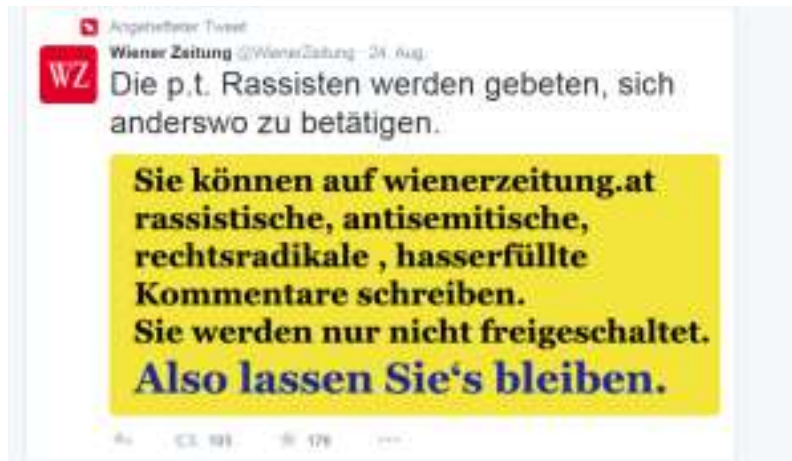 Angehefteter Tweet
Wiener Zeitung @WienerZeitung · 24. Aug.
WZ
Die p.t. Rassisten werden gebeten, sich
anderswo zu betätigen.
Sie können auf wienerzeitung.at
rassistische, antisemitische,
rechtsradikale , hasserfüllte
Kommentare schreiben.
Sie werden nur nicht freigeschaltet.
Also lassen Sie‘s bleiben.
176